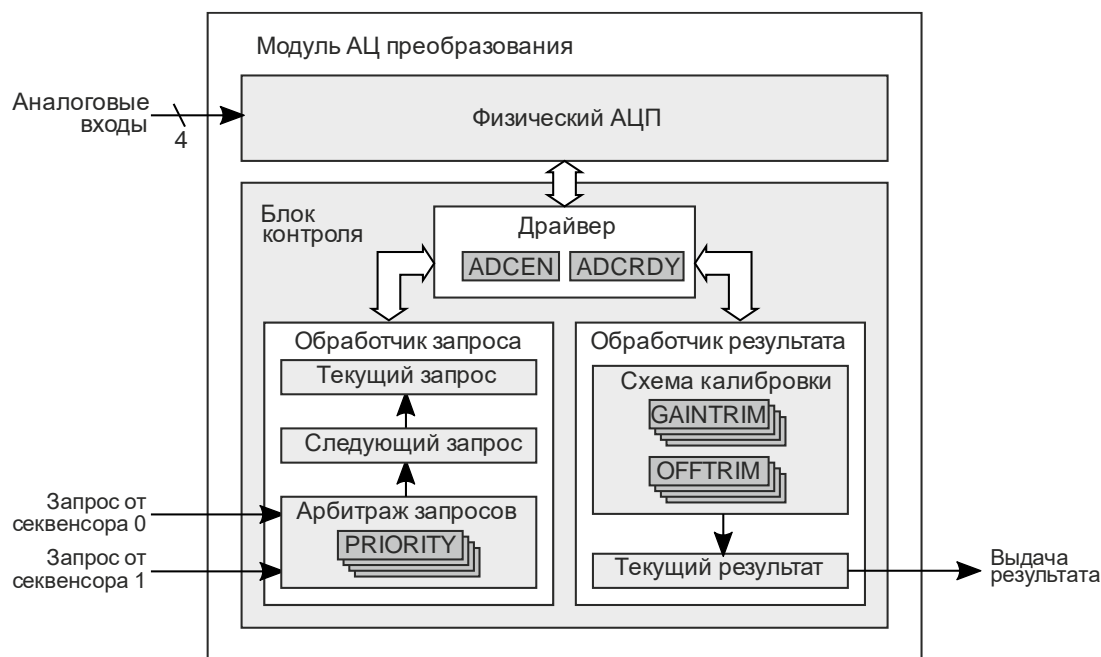 Модуль АЦ преобразования
Аналоговые
входы
4
Физический АЦП
Блок
контроля
Драйвер
ADCEN ADCRDY
Обработчик запроса
Текущий запрос
Следующий запрос
Арбитраж запросов
PRIORITY
Запрос от
секвенсора 0
Запрос от
секвенсора 1
Обработчик результата
Схема калибровки
GAINTRIM
OFFTRIM
Текущий результат
Выдача
результата